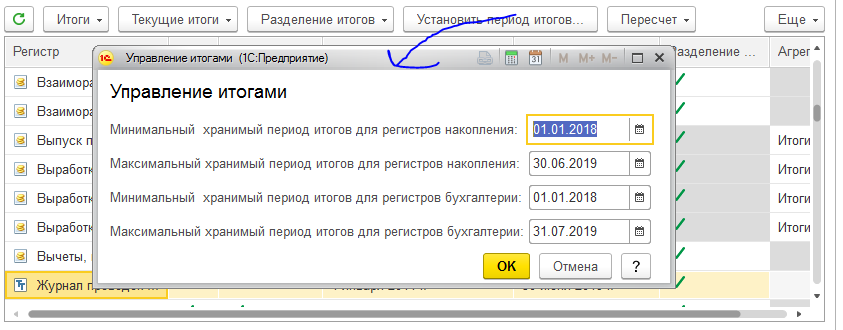 Итоги Текущие итоги Разделение итогов Установить период итогов... Пересчет Еще
Регистр Разделение ... Агрег
Управление итогами (1С:Предприятие) M M+ M-
Взаимора
Управление итогами
Взаимора
Минимальный хранимый период итогов для регистров накопления: 01.01.2018
Выпуск п Итоги
Максимальный хранимый период итогов для регистров накопления: 30.06.2019
Выработк Итоги
Минимальный хранимый период итогов для регистров бухгалтерии: 01.01.2018
Выработк Итоги
Выработк Итоги
Максимальный хранимый период итогов для регистров бухгалтерии: 31.07.2019
Вычеты,
OK Отмена ?
Журнал проводок ...